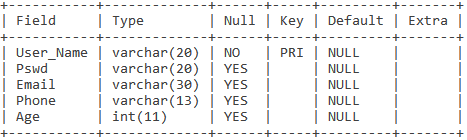 +-----------+-------------+------+-----+---------+-------+
| Field     | Type        | Null | Key | Default | Extra |
+-----------+-------------+------+-----+---------+-------+
| User_Name | varchar(20) | NO   | PRI | NULL    |       |
| Pswd      | varchar(20) | YES  |     | NULL    |       |
| Email     | varchar(30) | YES  |     | NULL    |       |
| Phone     | varchar(13) | YES  |     | NULL    |       |
| Age       | int(11)     | YES  |     | NULL    |       |
+-----------+-------------+------+-----+---------+-------+